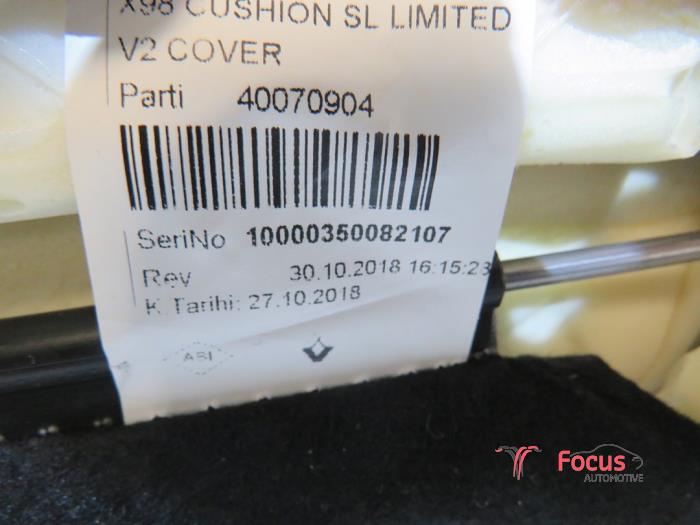 X98 CUSHION SL LIMITED
V2 COVER
Parti 40070904
SeriNo 10000350082107
Rev 30.10.2018 16:15:23
K.Tarihi: 27.10.2018
Focus
AUTOMOTIVE